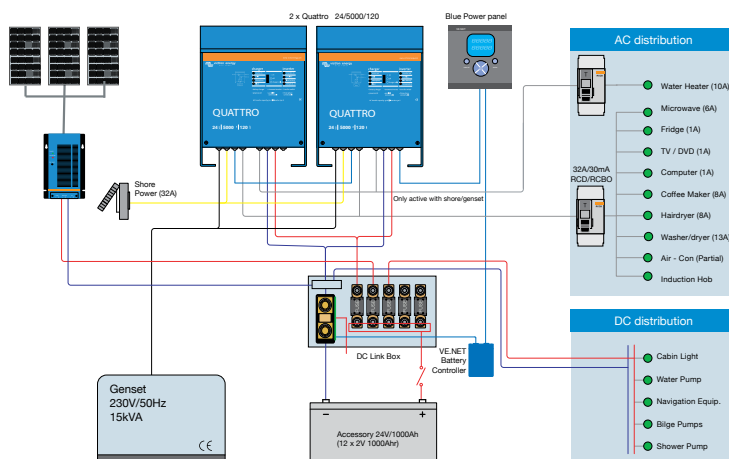 2 x Quattro 24/5000/120
Blue Power panel
AC distribution
QUATTRO
QUATTRO
Water Heater (10A)
Microwave (6A)
Fridge (1A)
TV / DVD (1A)
Computer (1A)
Coffee Maker (8A)
Hairdryer (8A)
Washer/dryer (13A)
Air - Con (Partial)
Induction Hob
32A/30mA
RCD/RCBO
Shore
Power (32A)
Only active with shore/genset
DC Link Box
VE.NET
Battery
Controller
DC distribution
Cabin Light
Water Pump
Navigation Equip.
Bilge Pumps
Shower Pump
Genset
230V/50Hz
15kVA
CE
– +
Accessory 24V/1000Ah
(12 x 2V 1000Ahr)